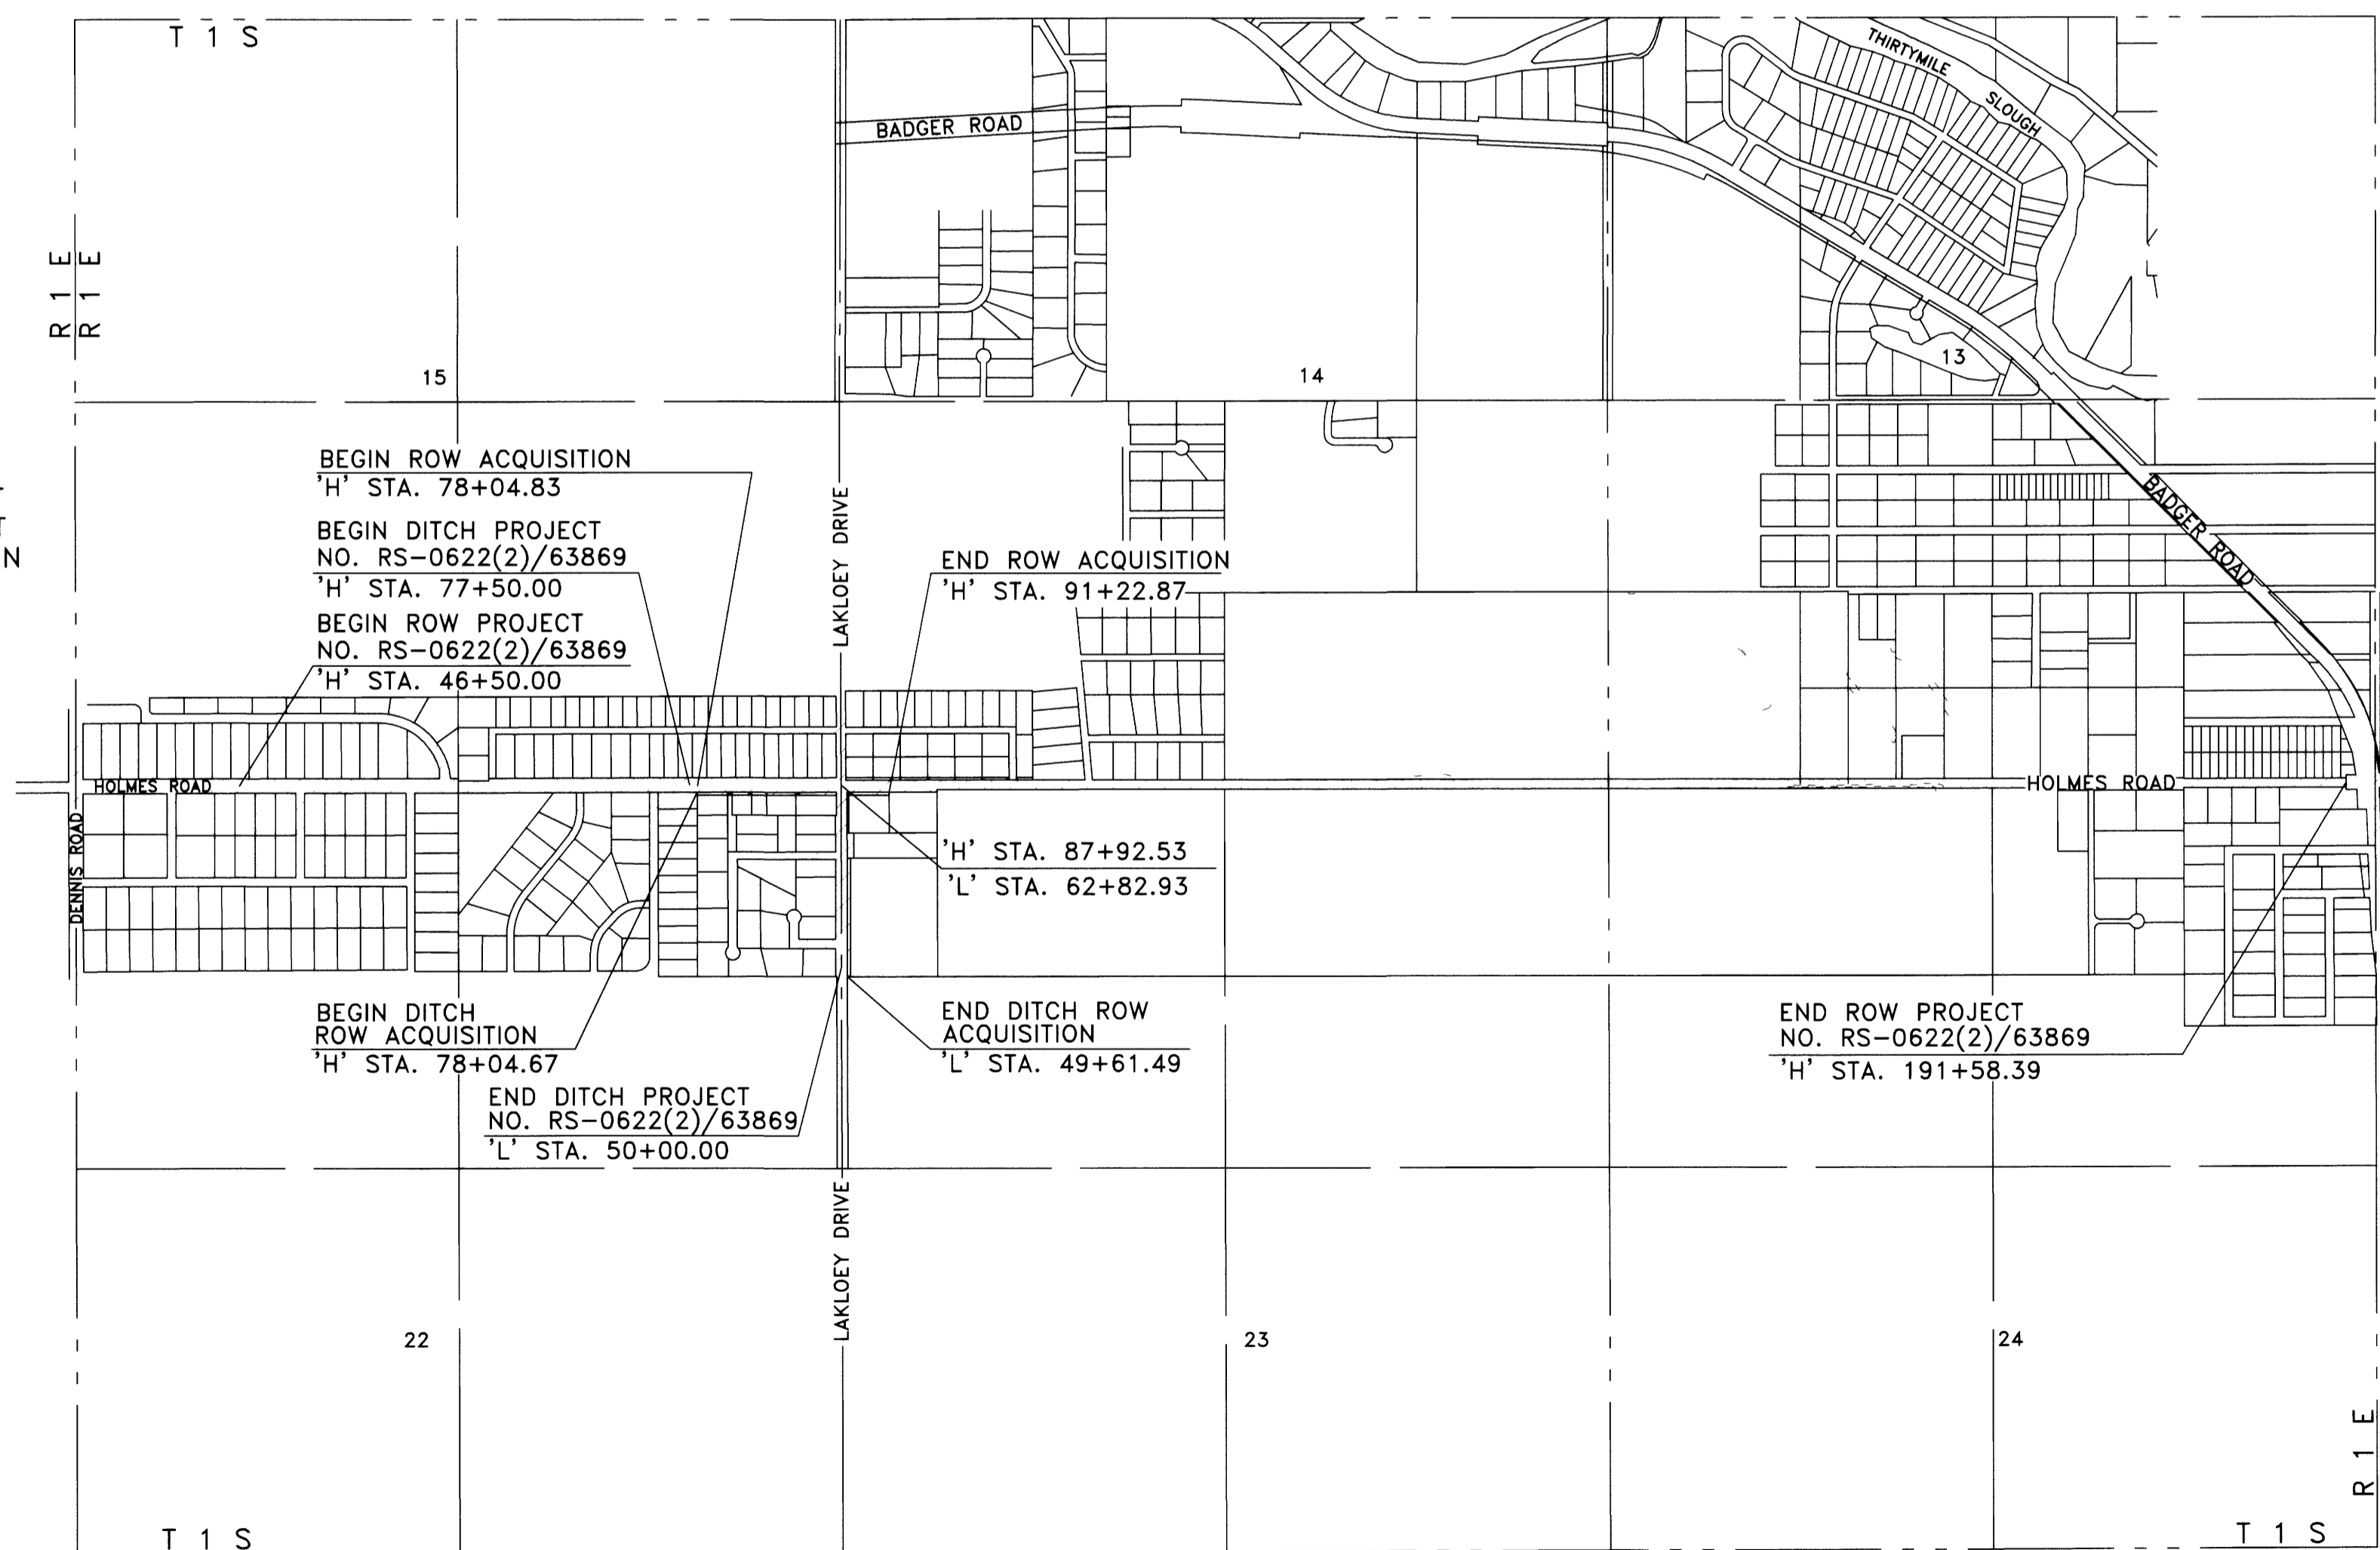 T 1 S
THIRTYMILE
SLOUGH
BADGER ROAD
R 1 E
R 1 E
15
14
13
BEGIN ROW ACQUISITION
'H' STA. 78+04.83
BEGIN DITCH PROJECT
NO. RS-0622(2)/63869
'H' STA. 77+50.00
BEGIN ROW PROJECT
NO. RS-0622(2)/63869
'H' STA. 46+50.00
LAKLOEY DRIVE
END ROW ACQUISITION
'H' STA. 91+22.87
BADGER ROAD
N
HOLMES ROAD
HOLMES ROAD
DENNIS ROAD
'H' STA. 87+92.53
'L' STA. 62+82.93
BEGIN DITCH
ROW ACQUISITION
'H' STA. 78+04.67
END DITCH PROJECT
NO. RS-0622(2)/63869
'L' STA. 50+00.00
END DITCH ROW
ACQUISITION
'L' STA. 49+61.49
END ROW PROJECT
NO. RS-0622(2)/63869
'H' STA. 191+58.39
LAKLOEY DRIVE
22
23
24
R 1 E
T 1 S
T 1 S